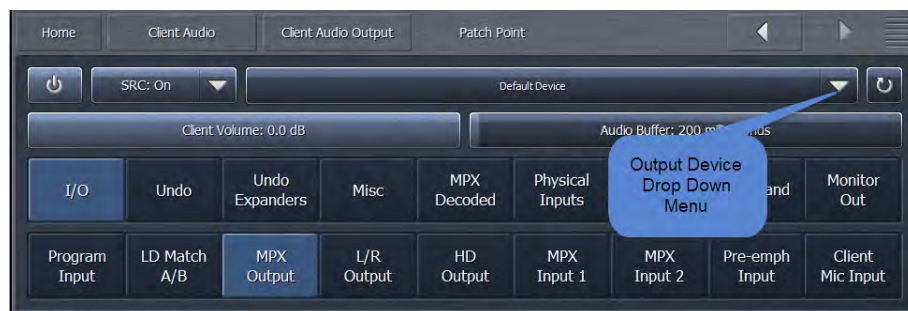 Home Client Audio Client Audio Output Patch Point
SRC: On Default Device
Client Volume: 0.0 dB Audio Buffer: 200
Output Device
Drop Down
Menu
I/O Undo Undo Expanders Misc MPX Decoded Physical Inputs Monitor Out
Program Input LD Match A/B MPX Output L/R Output HD Output MPX Input 1 MPX Input 2 Pre-emph Input Client Mic Input